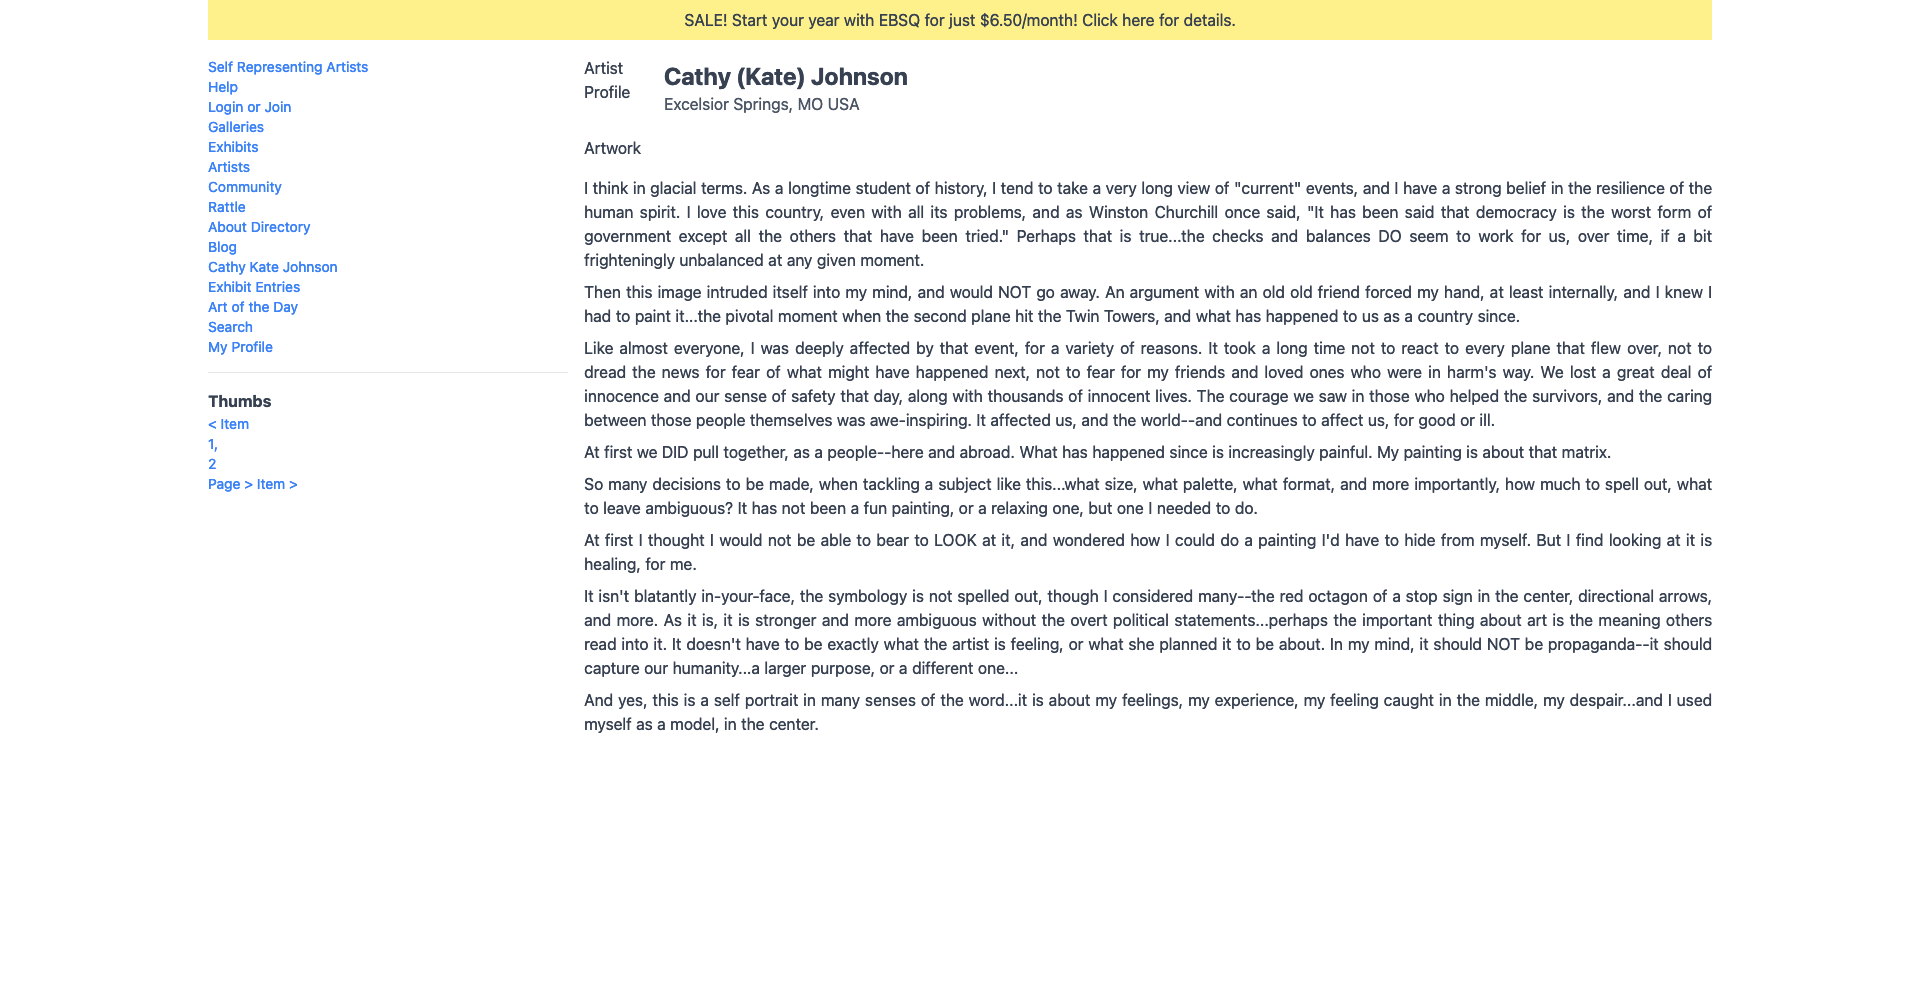 SALE! Start your year with EBSQ for just $6.50/month! Click here for details.
Self Representing Artists
Help
Login or Join
Galleries
Exhibits
Artists
Community
Rattle
About Directory
Blog
Cathy Kate Johnson
Exhibit Entries
Art of the Day
Search
My Profile
Thumbs
< Item
1,
2
Page > Item >
Artist
Profile
Cathy (Kate) Johnson
Excelsior Springs, MO USA
Artwork
I think in glacial terms. As a longtime student of history, I tend to take a very long view of "current" events, and I have a strong belief in the resilience of the
human spirit. I love this country, even with all its problems, and as Winston Churchill once said, "It has been said that democracy is the worst form of
government except all the others that have been tried." Perhaps that is true...the checks and balances DO seem to work for us, over time, if a bit
frighteningly unbalanced at any given moment.
Then this image intruded itself into my mind, and would NOT go away. An argument with an old old friend forced my hand, at least internally, and I knew I
had to paint it...the pivotal moment when the second plane hit the Twin Towers, and what has happened to us as a country since.
Like almost everyone, I was deeply affected by that event, for a variety of reasons. It took a long time not to react to every plane that flew over, not to
dread the news for fear of what might have happened next, not to fear for my friends and loved ones who were in harm's way. We lost a great deal of
innocence and our sense of safety that day, along with thousands of innocent lives. The courage we saw in those who helped the survivors, and the caring
between those people themselves was awe-inspiring. It affected us, and the world--and continues to affect us, for good or ill.
At first we DID pull together, as a people--here and abroad. What has happened since is increasingly painful. My painting is about that matrix.
So many decisions to be made, when tackling a subject like this...what size, what palette, what format, and more importantly, how much to spell out, what
to leave ambiguous? It has not been a fun painting, or a relaxing one, but one I needed to do.
At first I thought I would not be able to bear to LOOK at it, and wondered how I could do a painting I'd have to hide from myself. But I find looking at it is
healing, for me.
It isn't blatantly in-your-face, the symbology is not spelled out, though I considered many--the red octagon of a stop sign in the center, directional arrows,
and more. As it is, it is stronger and more ambiguous without the overt political statements...perhaps the important thing about art is the meaning others
read into it. It doesn't have to be exactly what the artist is feeling, or what she planned it to be about. In my mind, it should NOT be propaganda--it should
capture our humanity...a larger purpose, or a different one...
And yes, this is a self portrait in many senses of the word...it is about my feelings, my experience, my feeling caught in the middle, my despair...and I used
myself as a model, in the center.